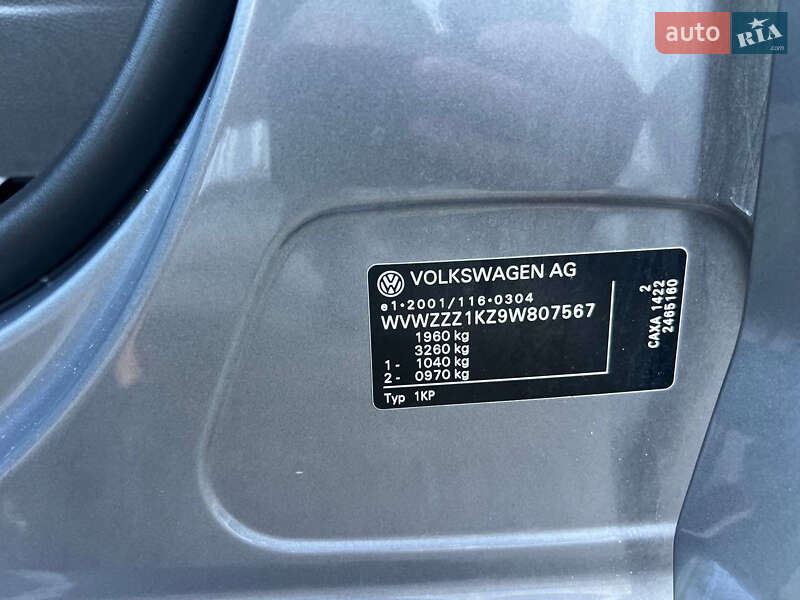 auto RIA .com
VOLKSWAGEN AG
e1*2001/116*0304
WVWZZZ1KZ9W807567
1960 kg
3260 kg
1 - 1040 kg
2 - 0970 kg
Typ 1KP
2
CAXA 1422
2465160